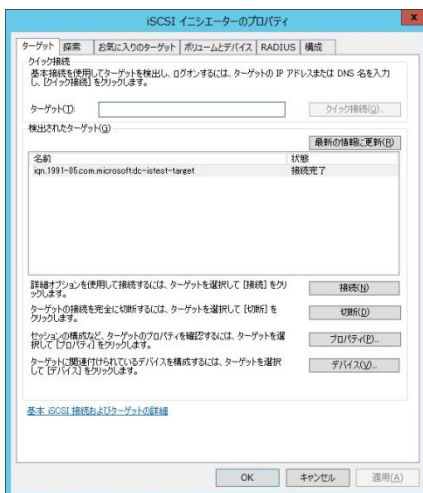 iSCSI イニシエーターのプロパティ
x
ターゲット 探索 お気に入りのターゲット ボリュームとデバイス RADIUS 構成
クイック接続
基本接続を使用してターゲットを検出し、ログオンするには、ターゲットの IP アドレスまたは DNS 名を入力
し、[クイック接続] をクリックします。
ターゲット(T):
クイック接続(Q)...
検出されたターゲット(G)
最新の情報に更新(R)
名前 状態
iqn.1991-05.com.microsoft:dc-istest-target 接続完了
詳細オプションを使用して接続するには、ターゲットを選択して [接続] をクリ
ックします。
接続(N)
ターゲットの接続を完全に切断するには、ターゲットを選択して [切断] を
クリックします。
切断(D)
セッションの構成など、ターゲットのプロパティを確認するには、ターゲットを選
択して [プロパティ] をクリックします。
プロパティ(P)...
ターゲットに関連付けられているデバイスを構成するには、ターゲットを選択
して [デバイス] をクリックします。
デバイス(V)...
基本 iSCSI 接続およびターゲットの詳細
OK キャンセル 適用(A)